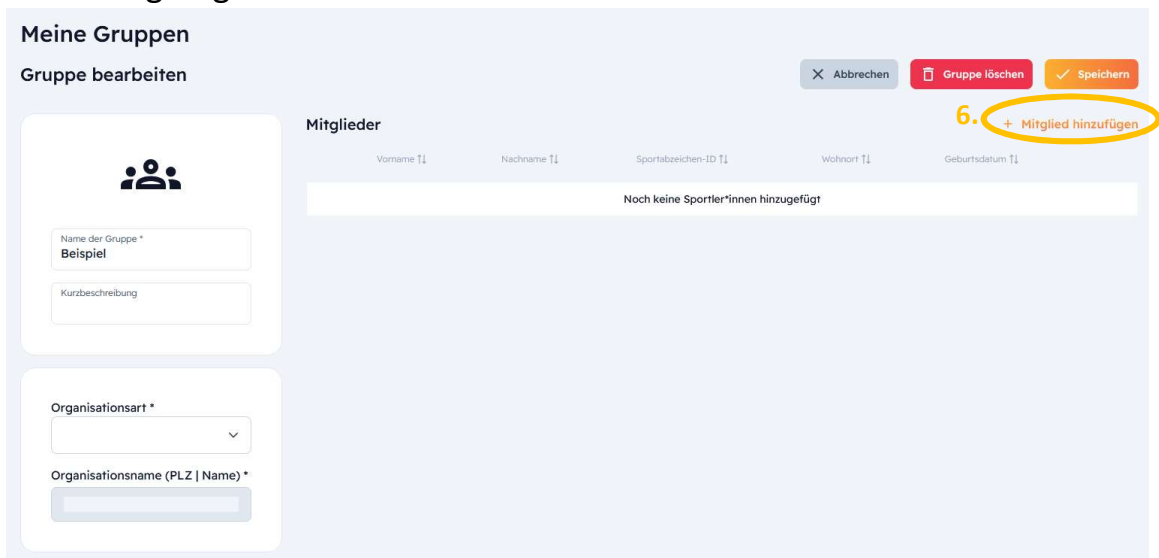 Meine Gruppen
Gruppe bearbeiten
Abbrechen
Gruppe löschen
Speichern
Mitglieder
6.
+ Mitglied hinzufügen
Vorname ↑↓ Nachname ↑↓ Sportabzeichen-ID ↑↓ Wohnort ↑↓ Geburtsdatum ↑↓
Noch keine Sportler*innen hinzugefügt
Name der Gruppe *
Beispiel
Kurzbeschreibung
Organisationsart *
Organisationsname (PLZ | Name) *